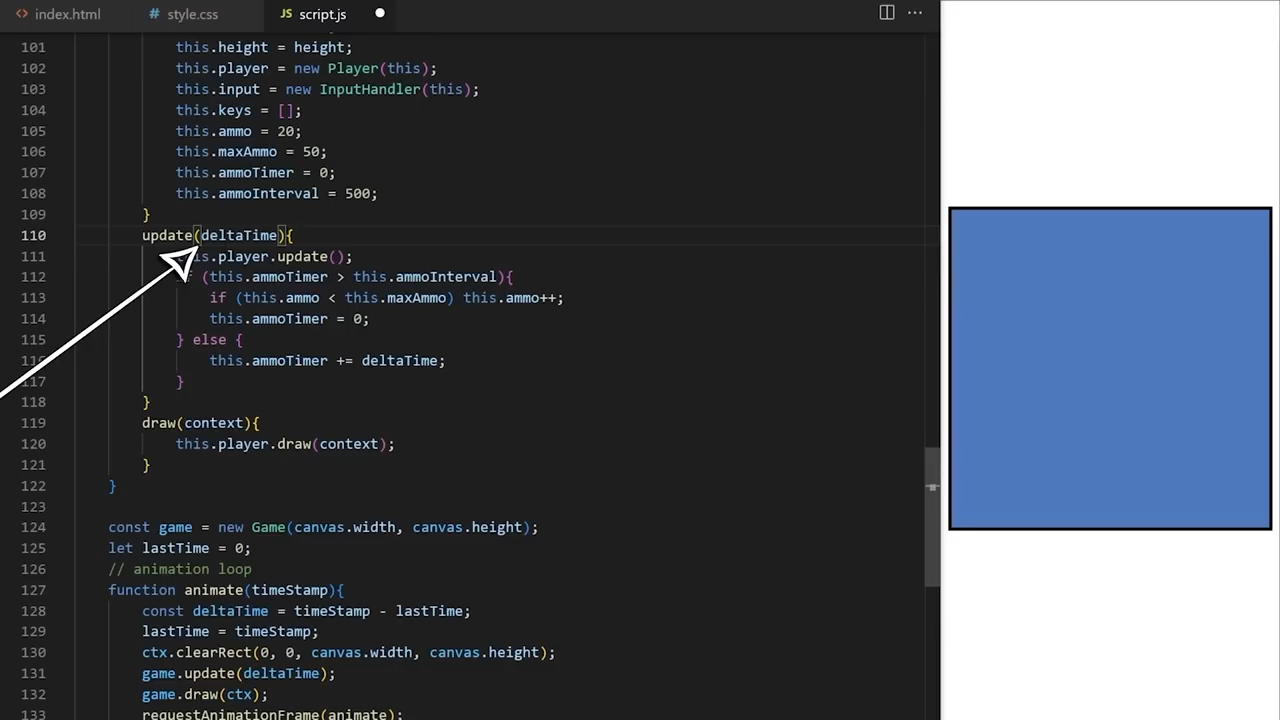 index.html
# style.css
JS script.js
101 this.height = height;
102 this.player = new Player(this);
103 this.input = new InputHandler(this);
104 this.keys = [];
105 this.ammo = 20;
106 this.maxAmmo = 50;
107 this.ammoTimer = 0;
108 this.ammoInterval = 500;
109 }
110 update(deltaTime){
111 is.player.update();
112 (this.ammoTimer > this.ammoInterval){
113 if (this.ammo < this.maxAmmo) this.ammo++;
114 this.ammoTimer = 0;
115 } else {
116 this.ammoTimer += deltaTime;
117 }
118 }
119 draw(context){
120 this.player.draw(context);
121 }
122 }
123
124 const game = new Game(canvas.width, canvas.height);
125 let lastTime = 0;
126 // animation loop
127 function animate(timeStamp){
128 const deltaTime = timeStamp - lastTime;
129 lastTime = timeStamp;
130 ctx.clearRect(0, 0, canvas.width, canvas.height);
131 game.update(deltaTime);
132 game.draw(ctx);
133 requestAnimationFrame(animate);